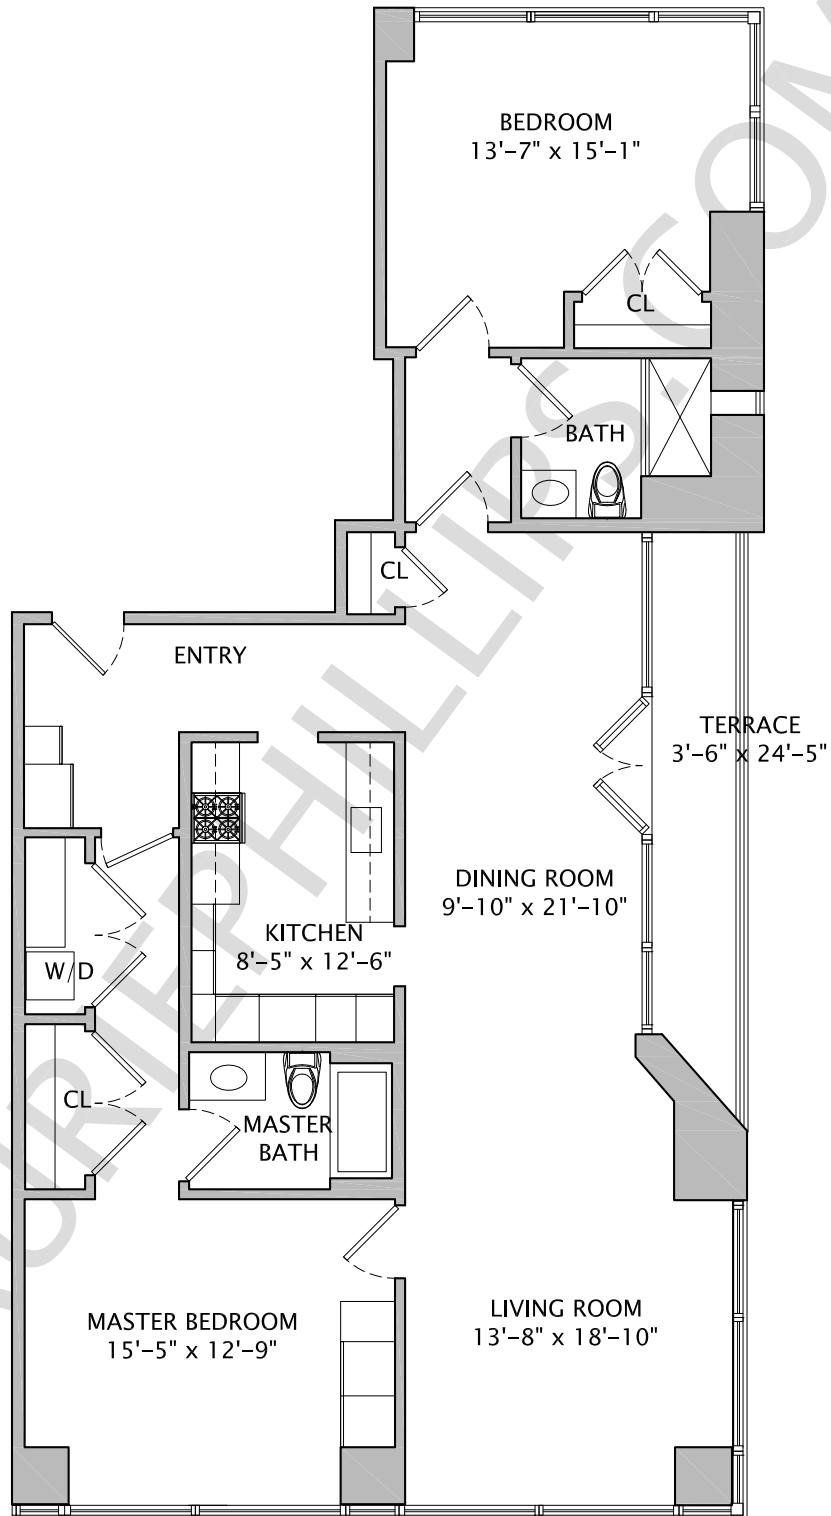 BEDROOM
13'-7" x 15'-1"
CL
BATH
CL
ENTRY
TERRACE
3'-6" x 24'-5"
DINING ROOM
9'-10" x 21'-10"
KITCHEN
8'-5" x 12'-6"
W/D
CL
MASTER
BATH
MASTER BEDROOM
15'-5" x 12'-9"
LIVING ROOM
13'-8" x 18'-10"
URIEPHILLIPS.COM